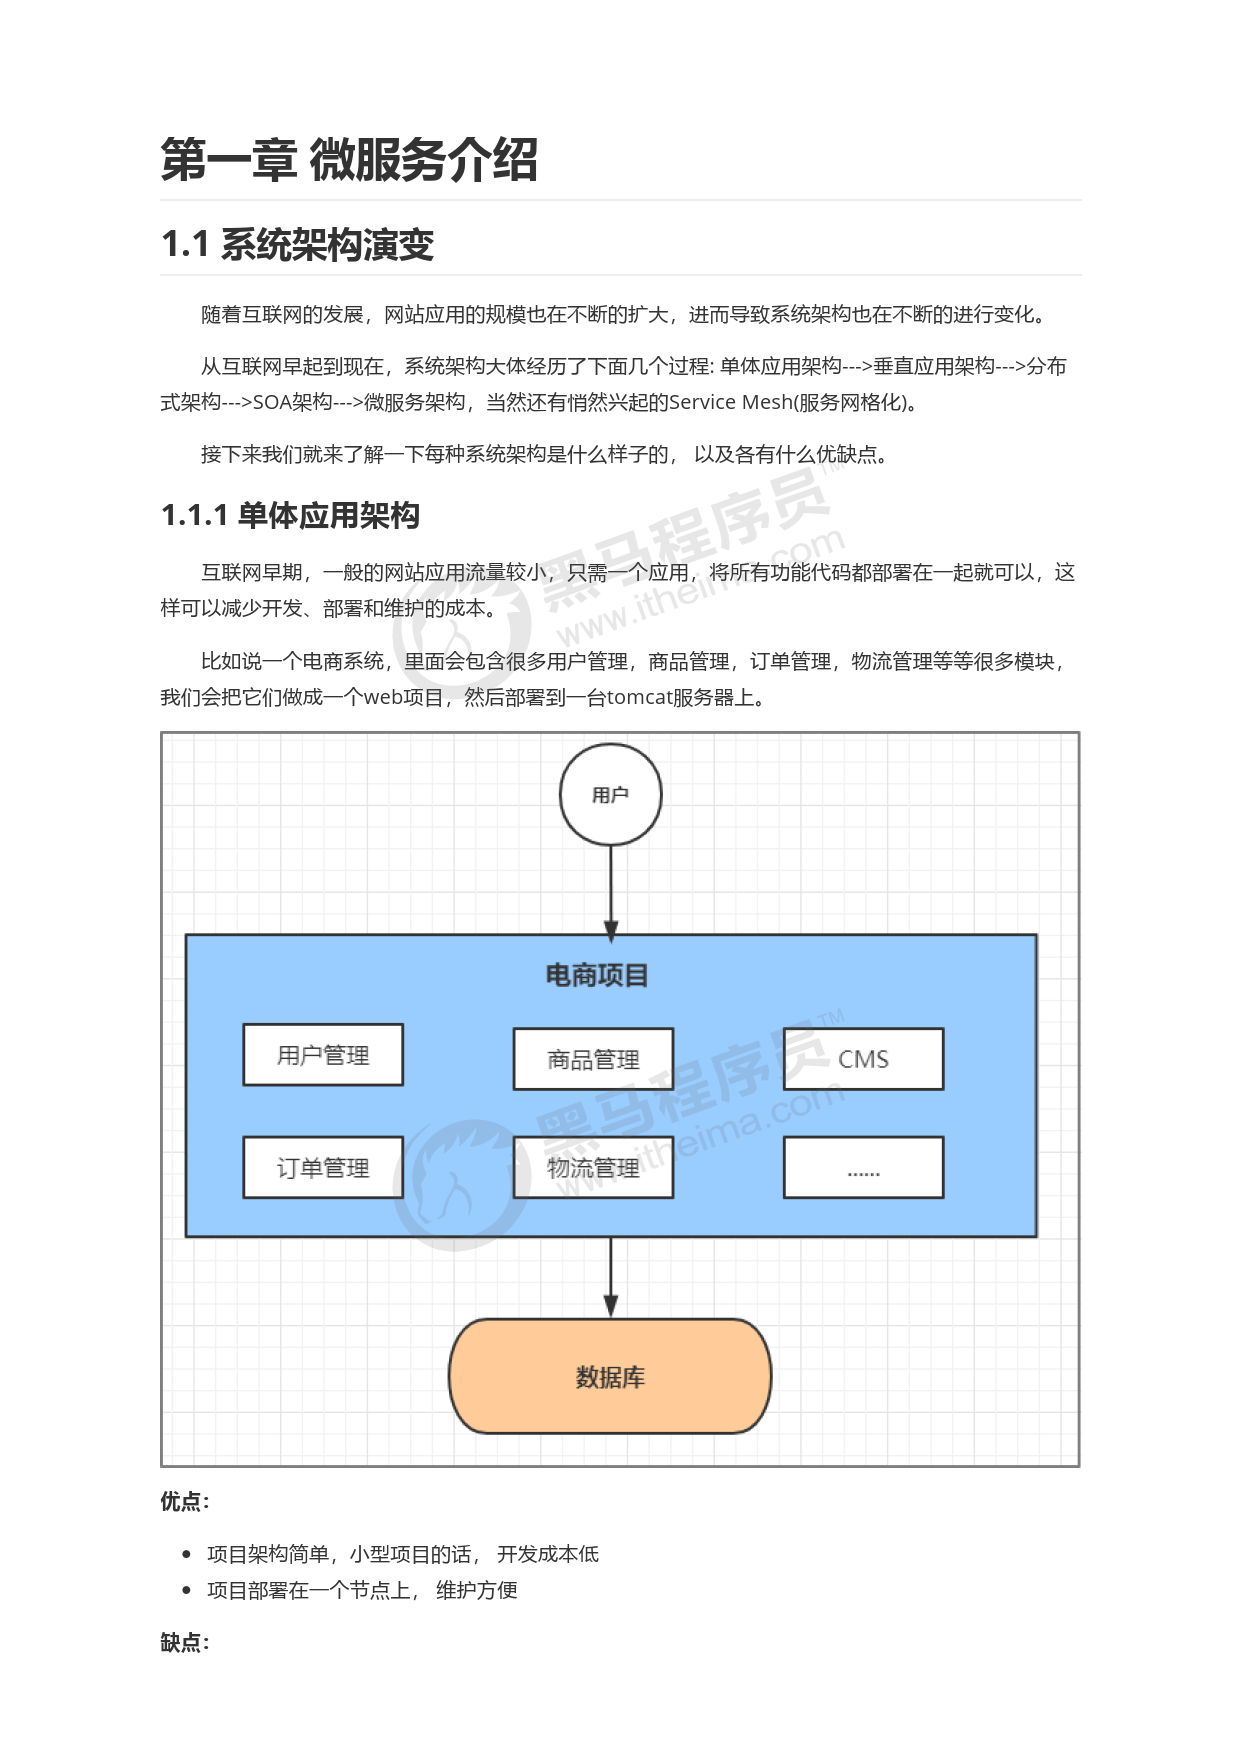 第一章 微服务介绍
1.1 系统架构演变
随着互联网的发展，网站应用的规模也在不断的扩大，进而导致系统架构也在不断的进行变化。
从互联网早起到现在，系统架构大体经历了下面几个过程: 单体应用架构--->垂直应用架构--->分布
式架构--->SOA架构--->微服务架构，当然还有悄然兴起的Service Mesh(服务网格化)。
接下来我们就来了解一下每种系统架构是什么样子的， 以及各有什么优缺点。
1.1.1 单体应用架构
互联网早期，一般的网站应用流量较小，只需一个应用，将所有功能代码都部署在一起就可以，这
样可以减少开发、部署和维护的成本。
比如说一个电商系统，里面会包含很多用户管理，商品管理，订单管理，物流管理等等很多模块，
我们会把它们做成一个web项目，然后部署到一台tomcat服务器上。
黑马程序员™
www.itheima.com
用户
电商项目
用户管理 商品管理 CMS
订单管理 物流管理 ......
黑马程序员™
www.itheima.com
数据库
优点：
• 项目架构简单，小型项目的话， 开发成本低
• 项目部署在一个节点上， 维护方便
缺点：